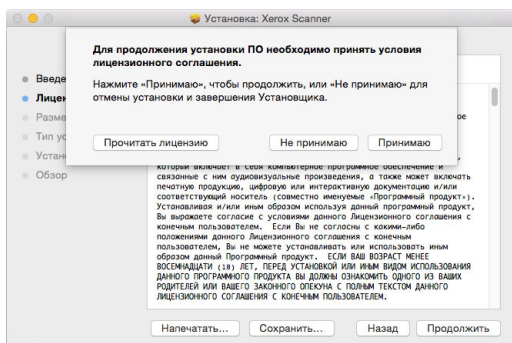 Установка: Xerox Scanner
Для продолжения установки ПО необходимо принять условия
лицензионного соглашения.
Нажмите «Принимаю», чтобы продолжить, или «Не принимаю» для
отмены установки и завершения Установщика.
Прочитать лицензию
Не принимаю
Принимаю
Введе
Лицен
Разме
Тип ус
Устан
Обзор
ое
который включает в себя компьютерное программное обеспечение и
связанные с ним аудиовизуальные произведения, а также может включать
печатную продукцию, цифровую или интерактивную документацию и/или
соответствующий носитель (совместно именуемые «Программный продукт»).
Устанавливая и/или иным образом используя данный программный продукт,
Вы выражаете согласие с условиями данного Лицензионного соглашения с
конечным пользователем. Если Вы не согласны с какими-либо
положениями данного Лицензионного соглашения с конечным
пользователем, Вы не можете устанавливать или использовать иным
образом данный Программный продукт. ЕСЛИ ВАШ ВОЗРАСТ МЕНЕЕ
ВОСЕМНАДЦАТИ (18) ЛЕТ, ПЕРЕД УСТАНОВКОЙ ИЛИ ИНЫМ ВИДОМ ИСПОЛЬЗОВАНИЯ
ДАННОГО ПРОГРАММНОГО ПРОДУКТА ВЫ ДОЛЖНЫ ОЗНАКОМИТЬ ОДНОГО ИЗ ВАШИХ
РОДИТЕЛЕЙ ИЛИ ВАШЕГО ЗАКОННОГО ОПЕКУНА С ПОЛНЫМ ТЕКСТОМ ДАННОГО
ЛИЦЕНЗИОННОГО СОГЛАШЕНИЯ С КОНЕЧНЫМ ПОЛЬЗОВАТЕЛЕМ.
Напечатать...
Сохранить...
Назад
Продолжить